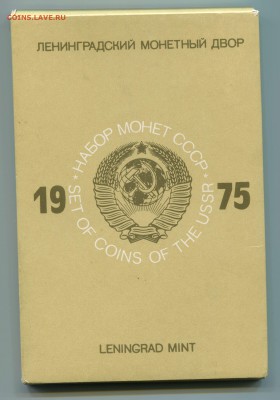 COINS.LAVE.RU
ЛЕНИНГРАДСКИЙ МОНЕТНЫЙ ДВОР
НАБОР МОНЕТ СССР
19 75
SET OF COINS OF THE USSR
LENINGRAD MINT